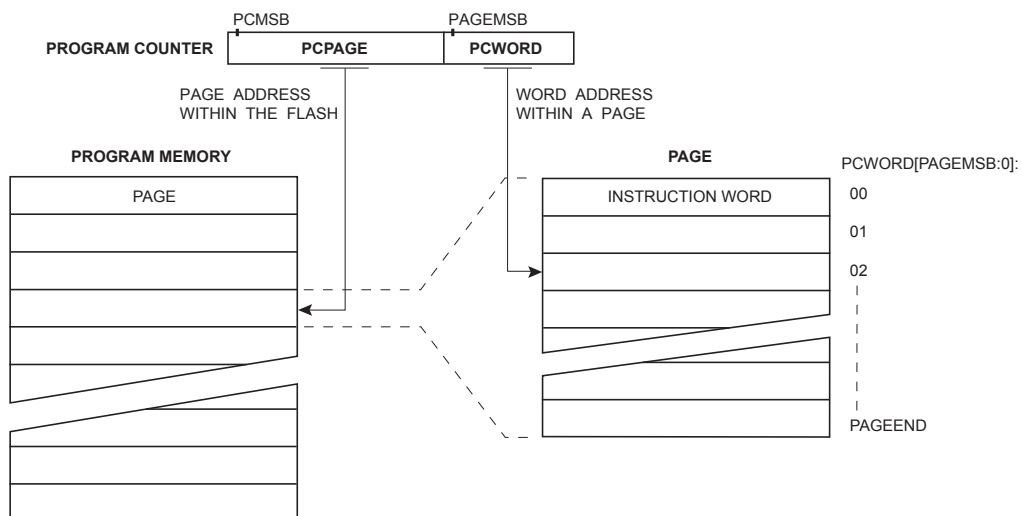 PCMSB PAGEMSB
PROGRAM COUNTER PCPAGE PCWORD
PAGE ADDRESS
WITHIN THE FLASH
WORD ADDRESS
WITHIN A PAGE
PROGRAM MEMORY
PAGE
PAGE
PCWORD[PAGEMSB:0]:
INSTRUCTION WORD
00
01
02
PAGEEND